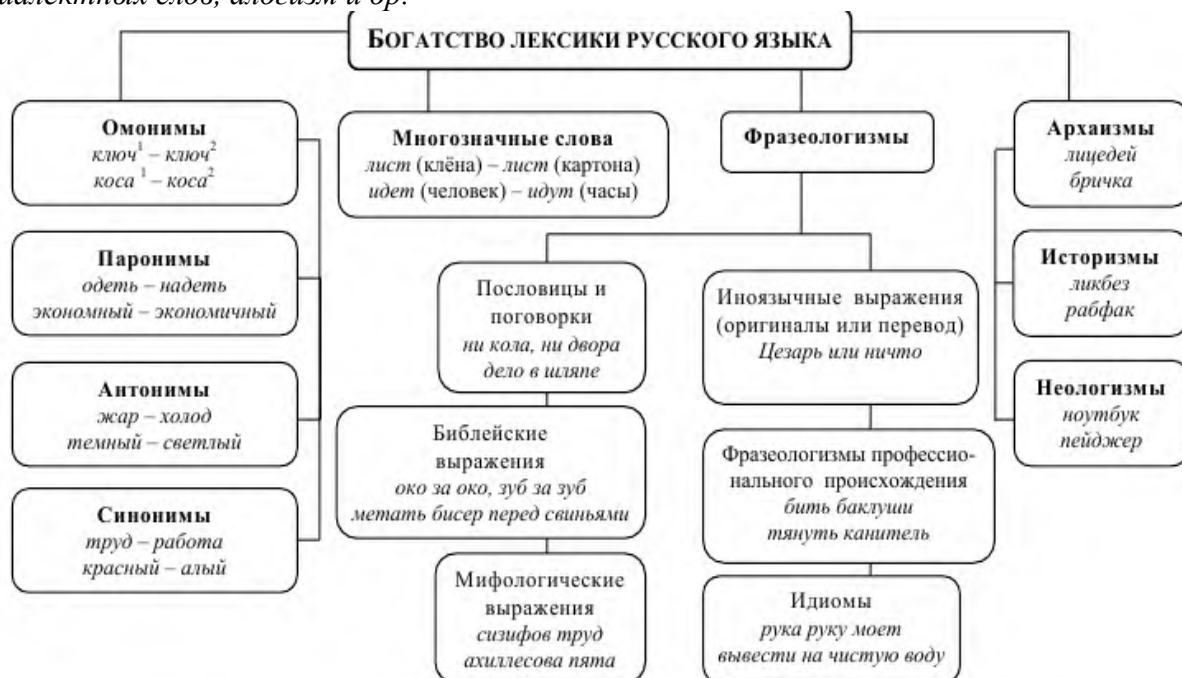 диалектных слов, алогизм и др.
БОГАТСТВО ЛЕКСИКИ РУССКОГО ЯЗЫКА
Омонимы
ключ¹ – ключ²
коса ¹ – коса²
Многозначные слова
лист (клёна) – лист (картона)
идет (человек) – идут (часы)
Фразеологизмы
Архаизмы
лицедей
бричка
Паронимы
одеть – надеть
экономный – экономичный
Пословицы и
поговорки
ни кола, ни двора
дело в шляпе
Иноязычные выражения
(оригиналы или перевод)
Цезарь или ничто
Историзмы
ликбез
рабфак
Антонимы
жар – холод
темный – светлый
Библейские
выражения
око за око, зуб за зуб
метать бисер перед свиньями
Фразеологизмы профессио-
нального происхождения
бить баклуши
тянуть канитель
Неологизмы
ноутбук
пейджер
Синонимы
труд – работа
красный – алый
Мифологические
выражения
сизифов труд
ахиллесова пята
Идиомы
рука руку моет
вывести на чистую воду